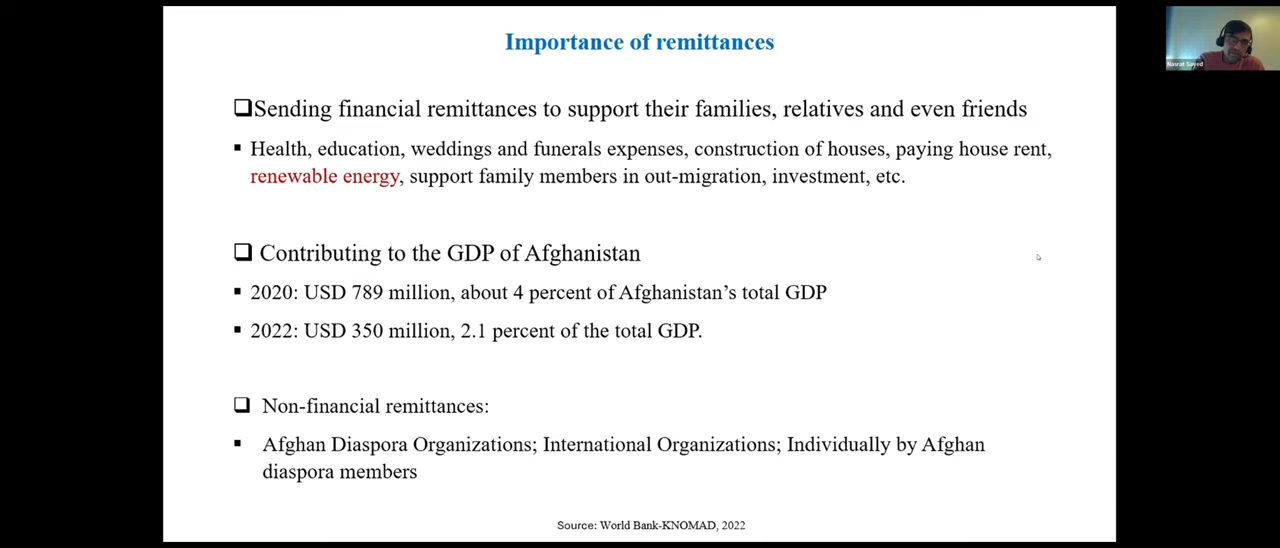 Importance of remittances
Sending financial remittances to support their families, relatives and even friends
Health, education, weddings and funerals expenses, construction of houses, paying house rent,
renewable energy, support family members in out-migration, investment, etc.
Contributing to the GDP of Afghanistan
2020: USD 789 million, about 4 percent of Afghanistan’s total GDP
2022: USD 350 million, 2.1 percent of the total GDP.
Non-financial remittances:
Afghan Diaspora Organizations; International Organizations; Individually by Afghan
diaspora members
Source: World Bank-KNOMAD, 2022
Nasrat Sayed